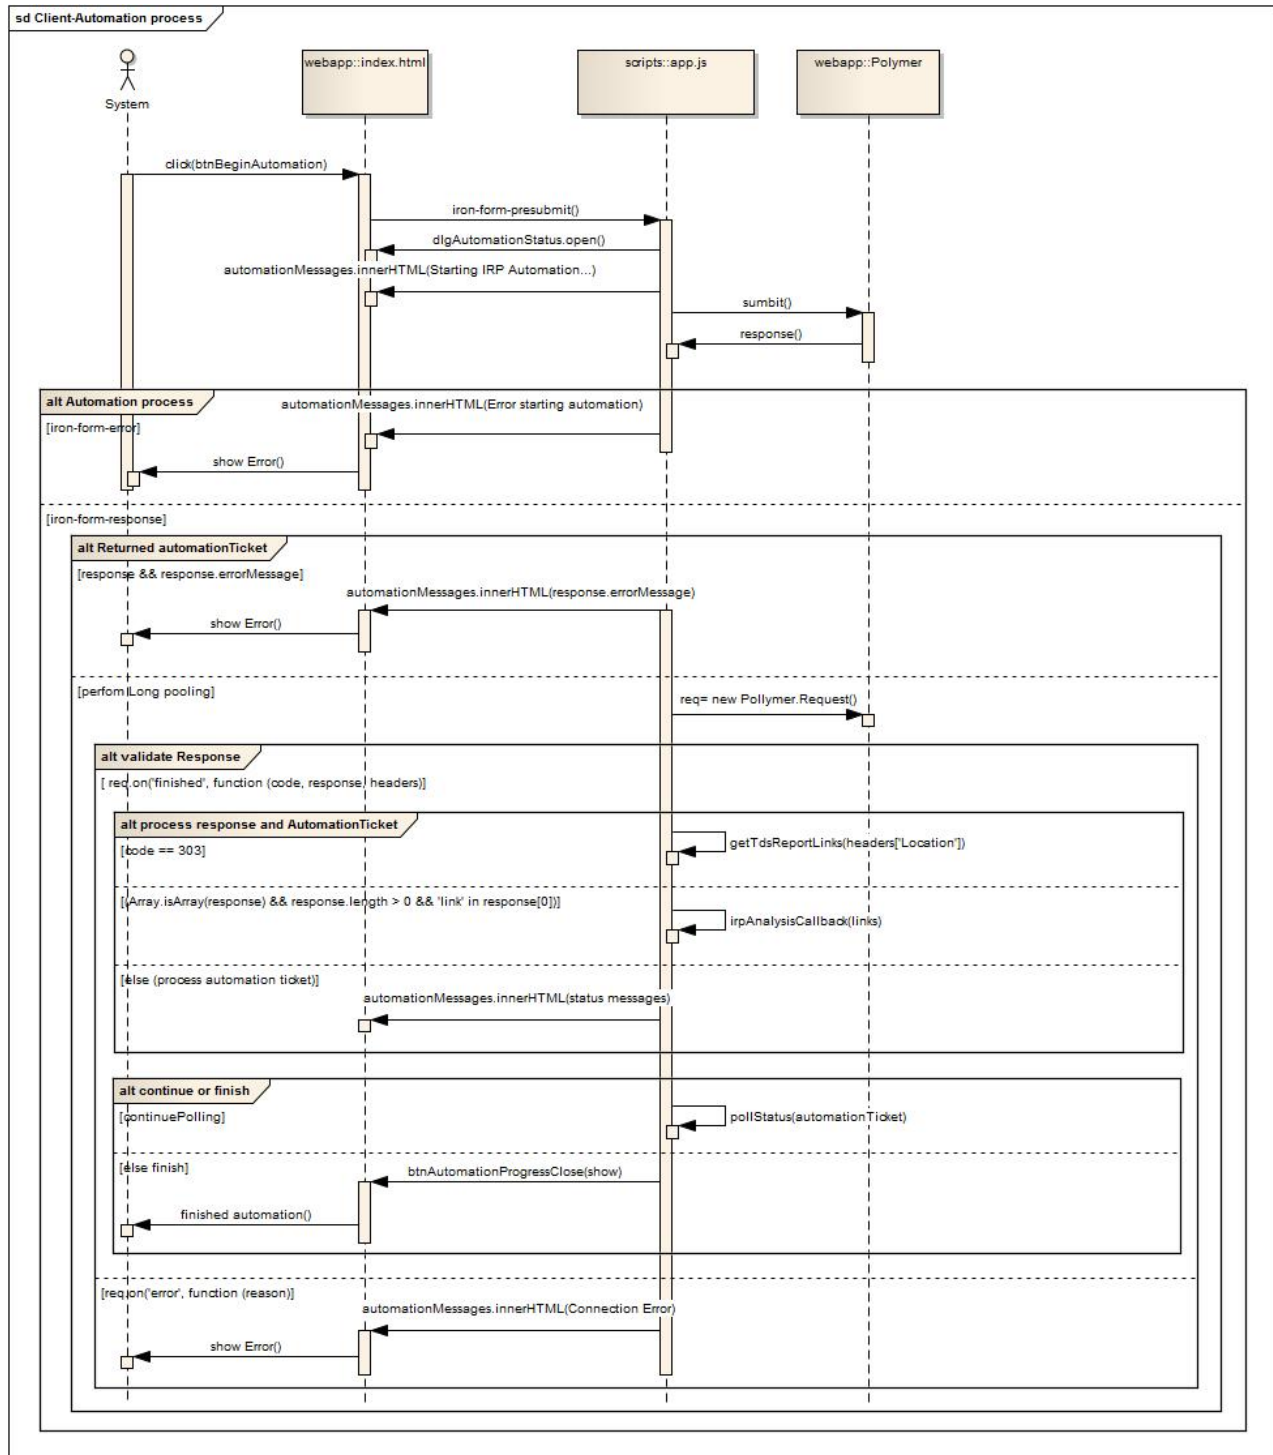 sd Client-Automation process
System
webapp::index.html
scripts::app.js
webapp::Polymer
click(btnBeginAutomation)
iron-form-presubmit()
dlgAutomationStatus.open()
automationMessages.innerHTML(Starting IRP Automation...)
sumbit()
response()
alt Automation process
automationMessages.innerHTML(Error starting automation)
[iron-form-error]
show Error()
[iron-form-response]
alt Returned automationTicket
[response && response.errorMessage]
automationMessages.innerHTML(response.errorMessage)
show Error()
[perfom Long pooling]
req= new Pollymer.Request()
alt validate Response
[ req.on('finished', function (code, response, headers)]
alt process response and AutomationTicket
[code == 303]
getTdsReportLinks(headers['Location'])
[(Array.isArray(response) && response.length > 0 && 'link' in response[0])]
irpAnalysisCallback(links)
[else (process automation ticket)]
automationMessages.innerHTML(status messages)
alt continue or finish
[continuePolling]
pollStatus(automationTicket)
[else finish]
btnAutomationProgressClose(show)
finished automation()
[req.on('error', function (reason)]
automationMessages.innerHTML(Connection Error)
show Error()